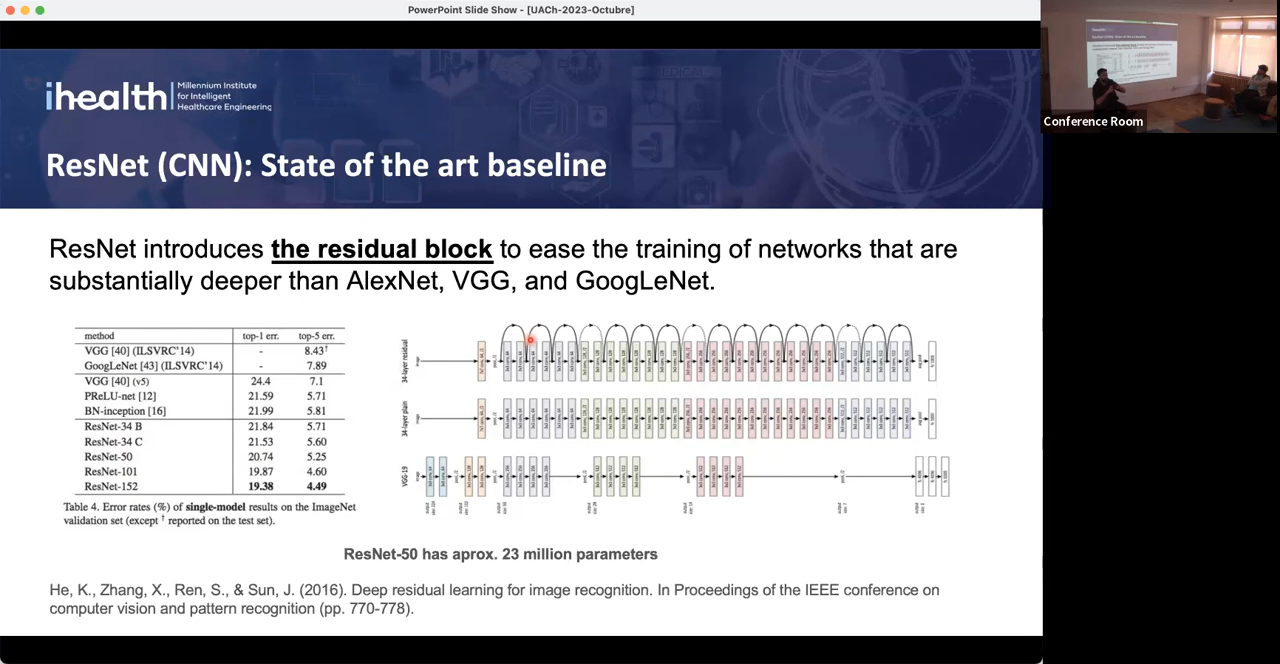 PowerPoint Slide Show - [UACh-2023-Octubre]
ihealth
Millennium Institute
for Intelligent
Healthcare Engineering
Conference Room
ResNet (CNN): State of the art baseline
ResNet introduces the residual block to ease the training of networks that are
substantially deeper than AlexNet, VGG, and GoogLeNet.
method top-1 err. top-5 err.
VGG [40] (ILSVRC'14) - 8.43†
GoogLeNet [43] (ILSVRC'14) - 7.89
VGG [40] (v5) 24.4 7.1
PReLU-net [12] 21.59 5.71
BN-inception [16] 21.99 5.81
ResNet-34 B 21.84 5.71
ResNet-34 C 21.53 5.60
ResNet-50 20.74 5.25
ResNet-101 19.87 4.60
ResNet-152 19.38 4.49
Table 4. Error rates (%) of single-model results on the ImageNet
validation set (except † reported on the test set).
34-layer residual
34-layer plain
VGG-19
ResNet-50 has aprox. 23 million parameters
He, K., Zhang, X., Ren, S., & Sun, J. (2016). Deep residual learning for image recognition. In Proceedings of the IEEE conference on
computer vision and pattern recognition (pp. 770-778).